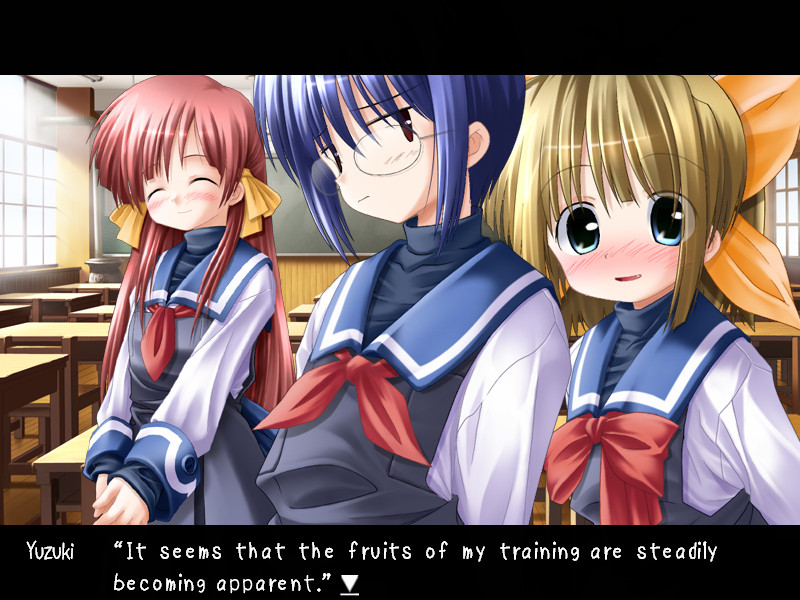 Yuzuki “It seems that the fruits of my training are steadily
becoming apparent.”